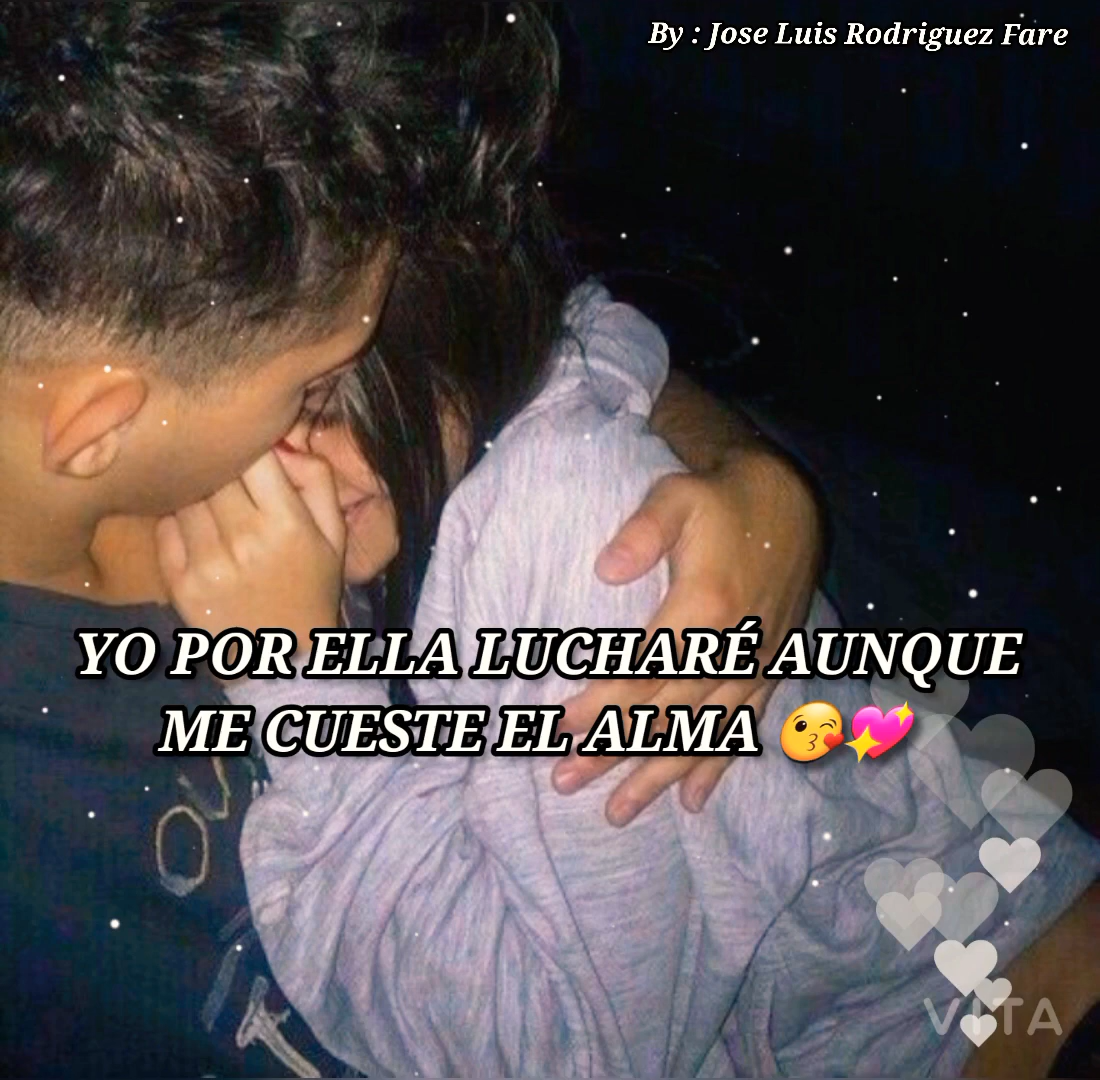 By : Jose Luis Rodriguez Fare
YO POR ELLA LUCHARÉ AUNQUE
ME CUESTE EL ALMA 😘💖
VITA